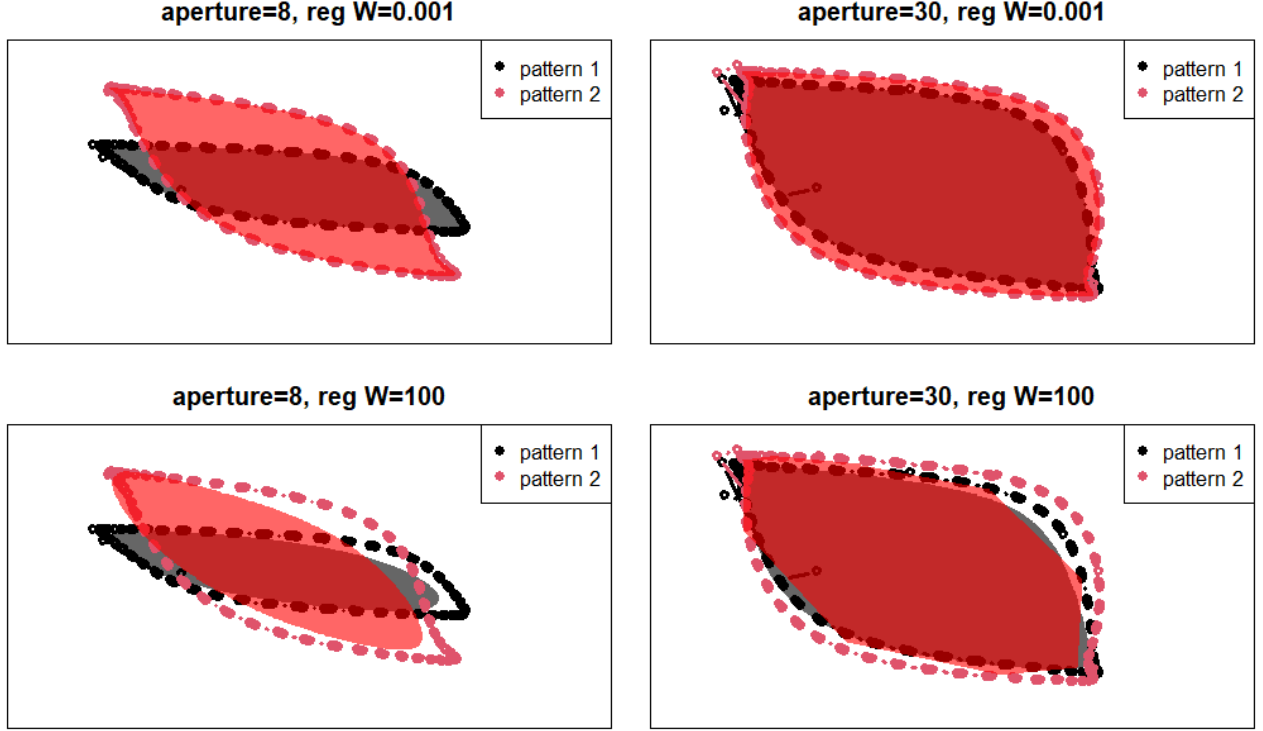 aperture=8, reg W=0.001
pattern 1
pattern 2
aperture=30, reg W=0.001
pattern 1
pattern 2
aperture=8, reg W=100
pattern 1
pattern 2
aperture=30, reg W=100
pattern 1
pattern 2